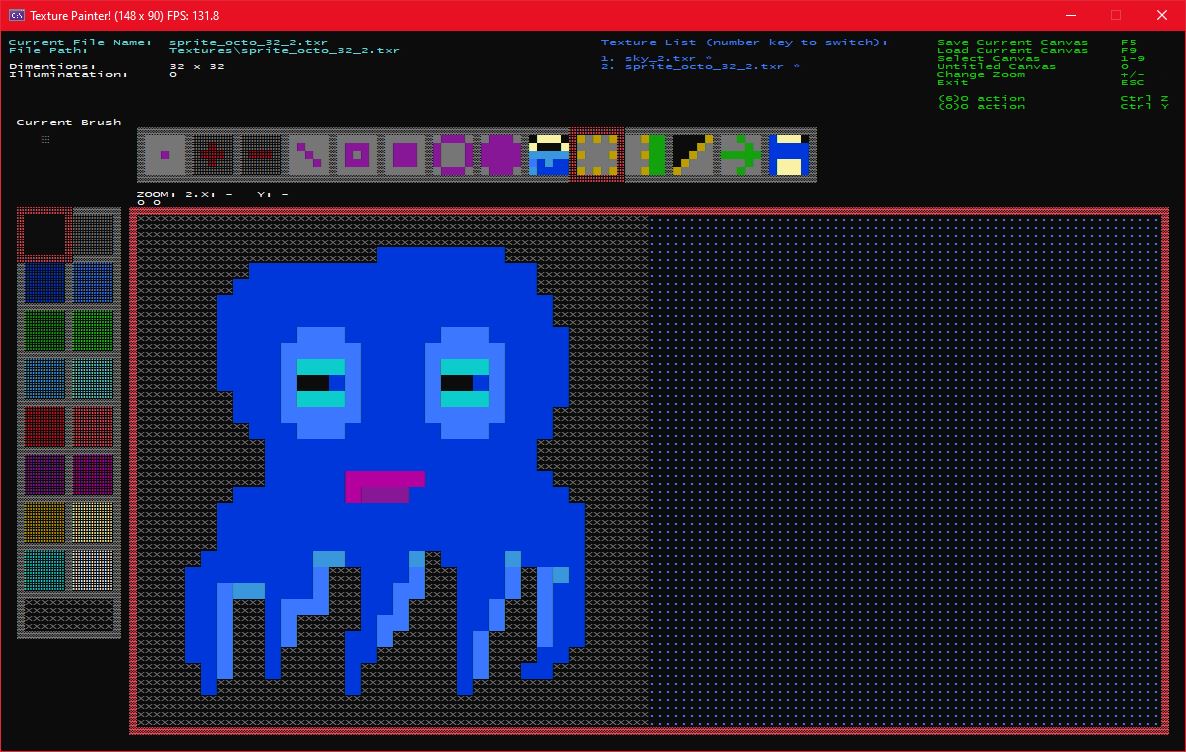 Texture Painter! (148 x 90) FPS: 131.8
Current File Name: sprite_octo_32_2.txr
File Path: Textures\sprite_octo_32_2.txr
Dimentions: 32 x 32
Illuminatation: 0
Texture List (number key to switch):
1. sky_2.txr *
2. sprite_octo_32_2.txr *
Save Current Canvas F5
Load Current Canvas F9
Select Canvas 1-9
Untitled Canvas 0
Change Zoom +/-
Exit ESC
(6)U action Ctrl Z
(0)U action Ctrl Y
Current Brush
ZOOM: 2.X: - Y: -
0 0